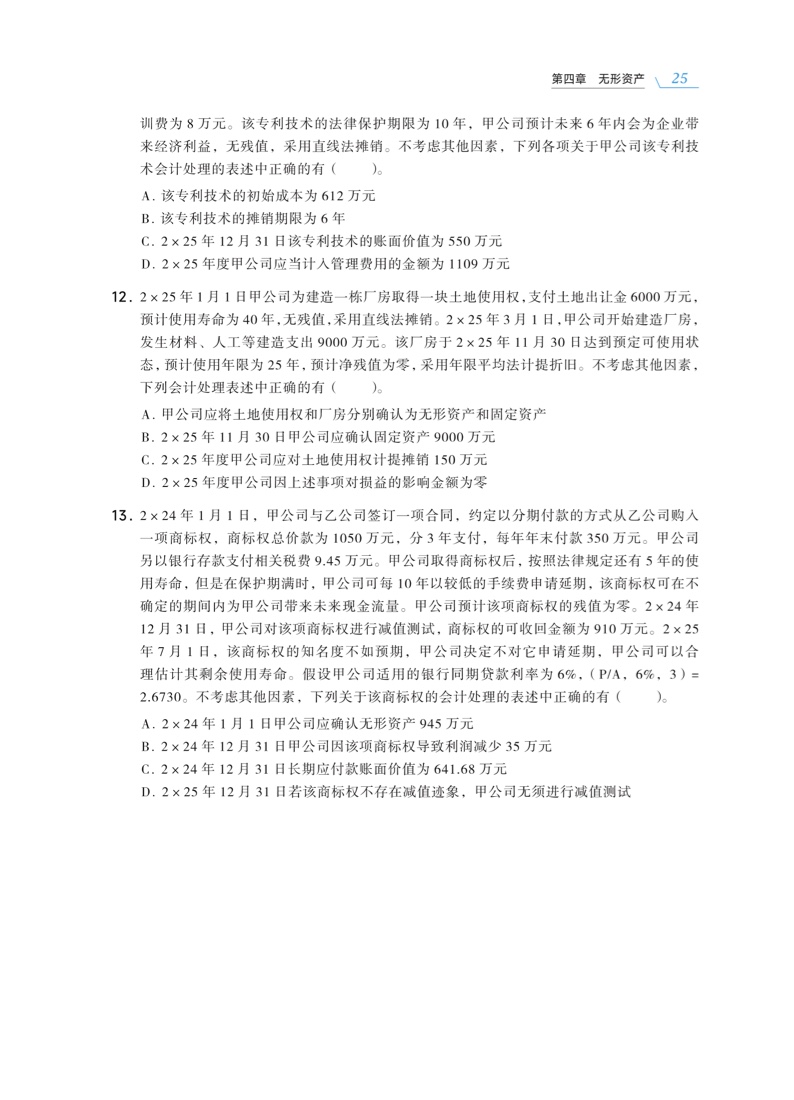 第四章　无形资产　25
训费为 8 万元。该专利技术的法律保护期限为 10 年，甲公司预计未来 6 年内会为企业带
来经济利益，无残值，采用直线法摊销。不考虑其他因素，下列各项关于甲公司该专利技
术会计处理的表述中正确的有（　　）。
A. 该专利技术的初始成本为 612 万元
B. 该专利技术的摊销期限为 6 年
C. 2 × 25 年 12 月 31 日该专利技术的账面价值为 550 万元
D. 2 × 25 年度甲公司应当计入管理费用的金额为 1109 万元
12. 2 × 25 年 1 月 1 日甲公司为建造一栋厂房取得一块土地使用权，支付土地出让金 6000 万元，
预计使用寿命为 40 年，无残值，采用直线法摊销。2 × 25 年 3 月 1 日，甲公司开始建造厂房，
发生材料、人工等建造支出 9000 万元。该厂房于 2 × 25 年 11 月 30 日达到预定可使用状
态，预计使用年限为 25 年，预计净残值为零，采用年限平均法计提折旧。不考虑其他因素，
下列会计处理表述中正确的有（　　）。
A. 甲公司应将土地使用权和厂房分别确认为无形资产和固定资产
B. 2 × 25 年 11 月 30 日甲公司应确认固定资产 9000 万元
C. 2 × 25 年度甲公司应对土地使用权计提摊销 150 万元
D. 2 × 25 年度甲公司因上述事项对损益的影响金额为零
13. 2 × 24 年 1 月 1 日，甲公司与乙公司签订一项合同，约定以分期付款的方式从乙公司购入
一项商标权，商标权总价款为 1050 万元，分 3 年支付，每年年末付款 350 万元。甲公司
另以银行存款支付相关税费 9.45 万元。甲公司取得商标权后，按照法律规定还有 5 年的使
用寿命，但是在保护期满时，甲公司可每 10 年以较低的手续费申请延期，该商标权可在不
确定的期间内为甲公司带来未来现金流量。甲公司预计该项商标权的残值为零。2 × 24 年
12 月 31 日，甲公司对该项商标权进行减值测试，商标权的可收回金额为 910 万元。2 × 25
年 7 月 1 日，该商标权的知名度不如预期，甲公司决定不对它申请延期，甲公司可以合
理估计其剩余使用寿命。假设甲公司适用的银行同期贷款利率为 6%，（P/A，6%，3）=
2.6730。不考虑其他因素，下列关于该商标权的会计处理的表述中正确的有（　　）。
A. 2 × 24 年 1 月 1 日甲公司应确认无形资产 945 万元
B. 2 × 24 年 12 月 31 日甲公司因该项商标权导致利润减少 35 万元
C. 2 × 24 年 12 月 31 日长期应付款账面价值为 641.68 万元
D. 2 × 25 年 12 月 31 日若该商标权不存在减值迹象，甲公司无须进行减值测试